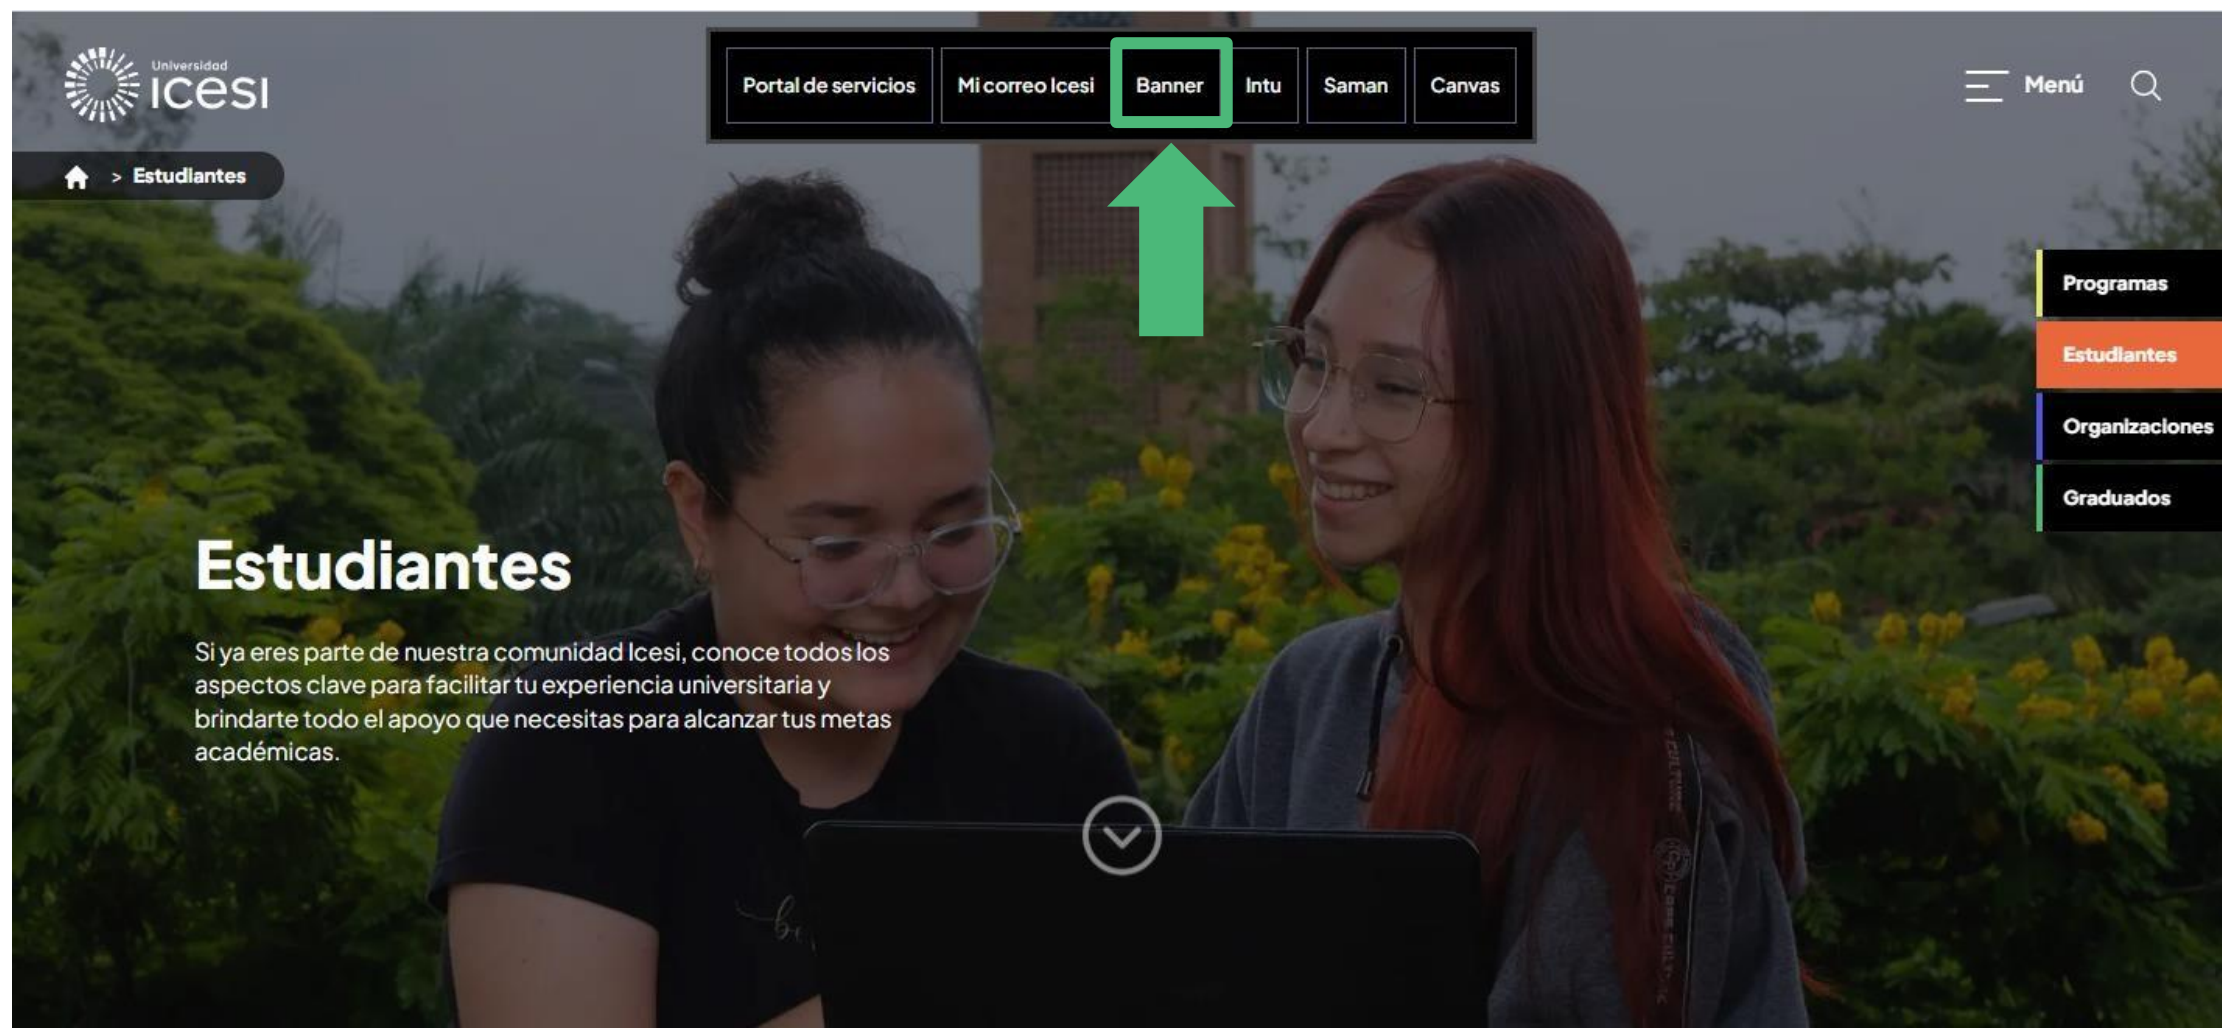 Universidad
icesi
Portal de servicios
Mi correo Icesi
Banner
Intu
Saman
Canvas
Menú
> Estudiantes
Programas
Estudiantes
Organizaciones
Graduados
Estudiantes
Si ya eres parte de nuestra comunidad Icesi, conoce todos los
aspectos clave para facilitar tu experiencia universitaria y
brindarte todo el apoyo que necesitas para alcanzar tus metas
académicas.